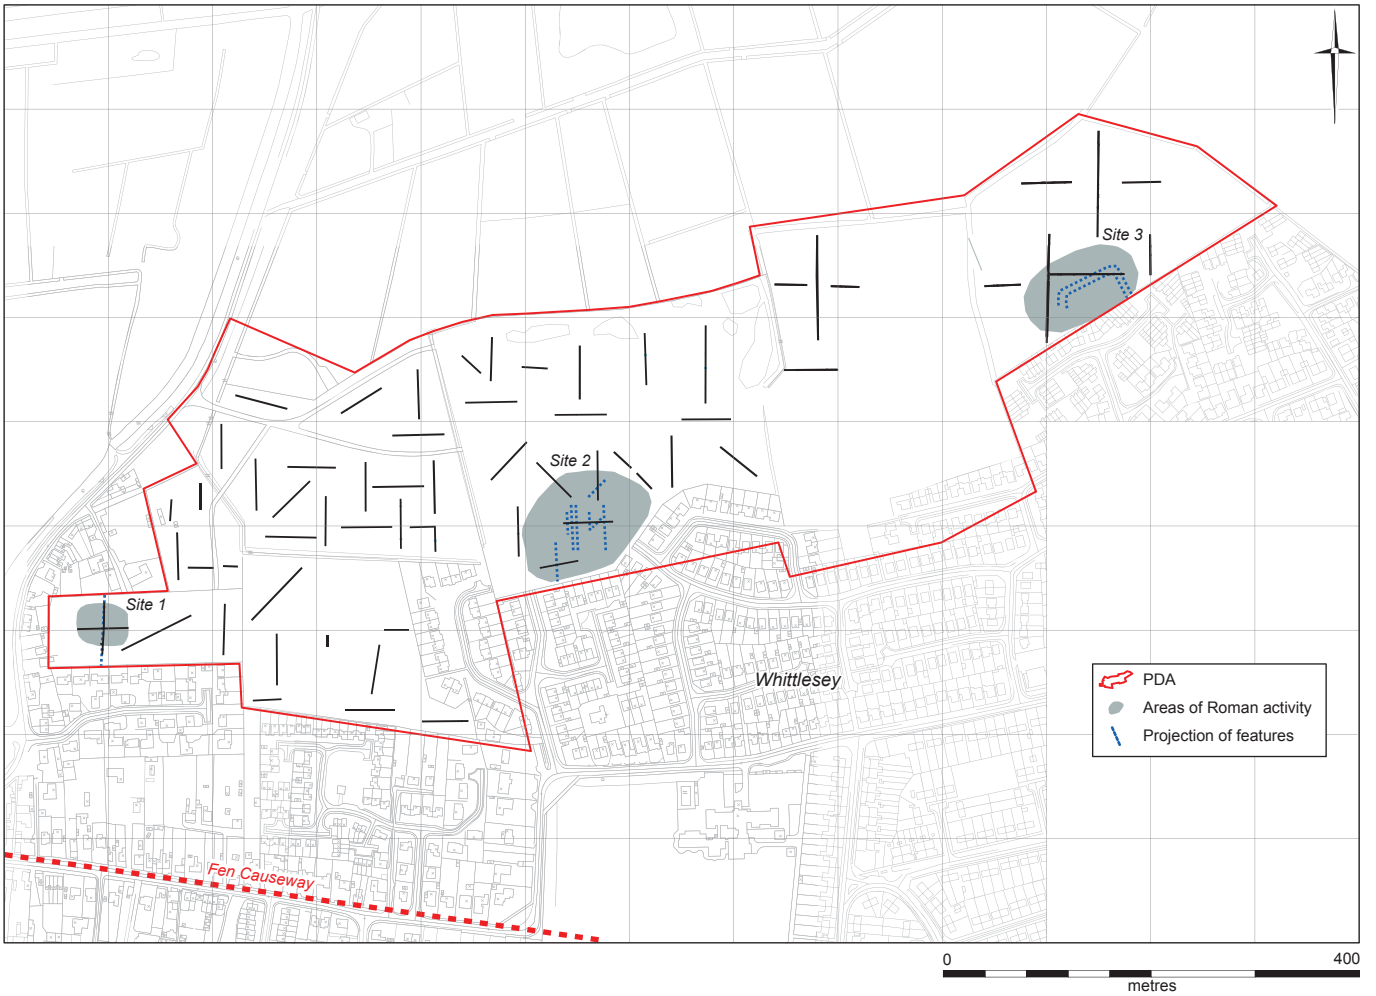 Site 3
Site 2
Site 1
Whittlesey
PDA
Areas of Roman activity
Projection of features
Fen Causeway
0 400
metres